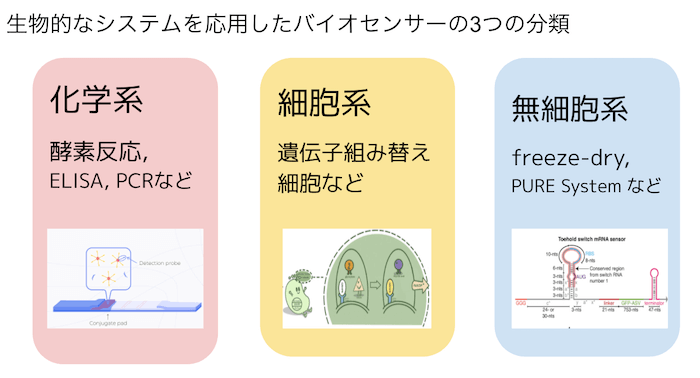 生物的なシステムを応用したバイオセンサーの3つの分類
化学系
酵素反応,
ELISA, PCRなど
Detection probe
Conjugate pad
細胞系
遺伝子組み替え
細胞など
無細胞系
freeze-dry,
PURE System など
Toehold switch mRNA sensor
10-nts
RBS
8-nts
6-nts
5-nts
3-nts
3-nts
AUG
Conserved region
from switch RNA
number 1
GGG
linker
GFP-ASV
terminator
24- or
30-nts
3-nts
21-nts
753-nts
47-nts